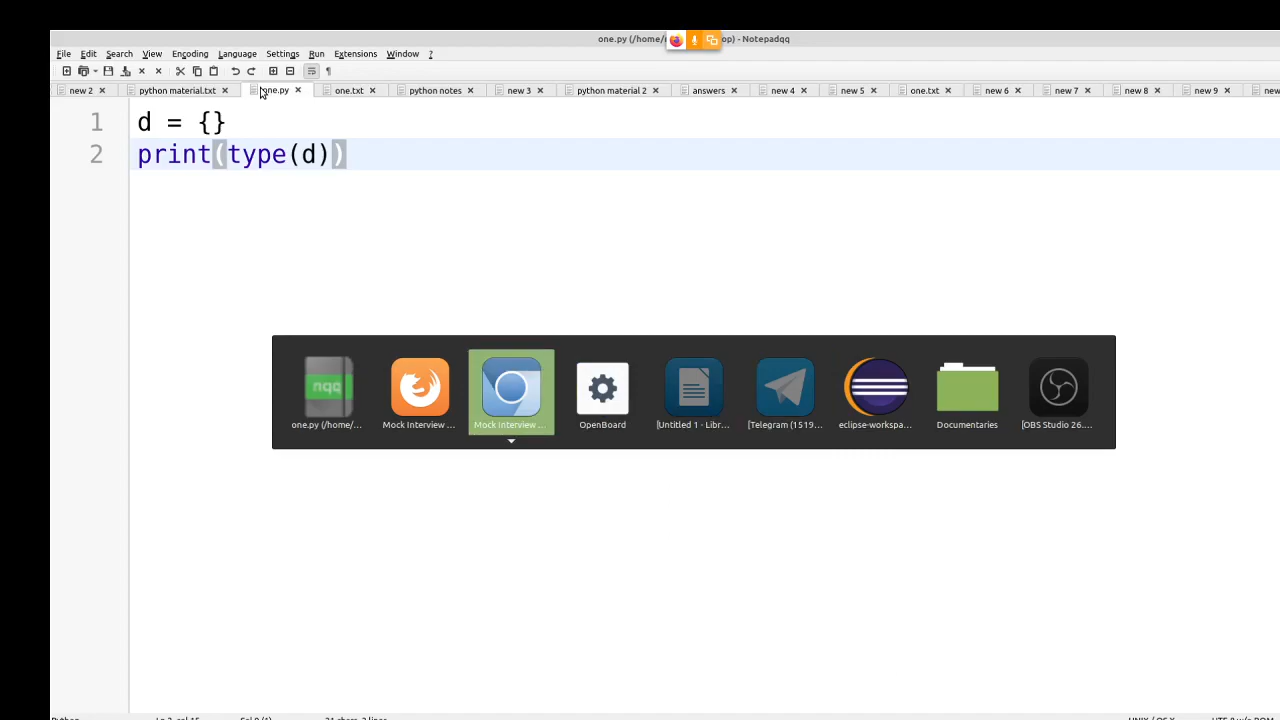 one.py (/home/ op) - Notepadqq
File Edit Search View Encoding Language Settings Run Extensions Window ?
new 2 python material.txt one.py one.txt python notes new 3 python material 2 answers new 4 new 5 one.txt new 6 new 7 new 8 new 9 new
1 d = {}
2 print(type(d))
nqq
one.py (/home/... Mock Interview ... Mock Interview ... OpenBoard [Untitled 1 - Libr... [Telegram (1519... eclipse-workspa... Documentaries [OBS Studio 26....